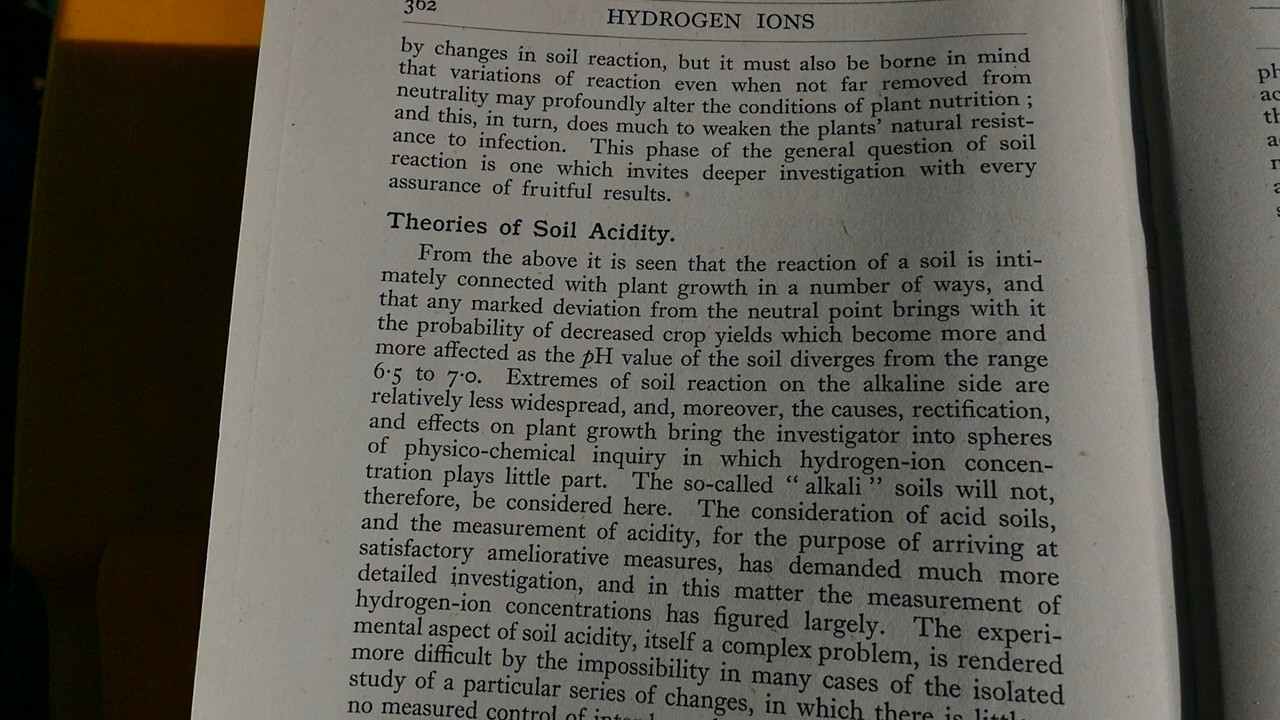 362
HYDROGEN IONS
by changes in soil reaction, but it must also be borne in mind
that variations of reaction even when not far removed from
neutrality may profoundly alter the conditions of plant nutrition ;
and this, in turn, does much to weaken the plants' natural resist-
ance to infection. This phase of the general question of soil
reaction is one which invites deeper investigation with every
assurance of fruitful results.
Theories of Soil Acidity.
From the above it is seen that the reaction of a soil is inti-
mately connected with plant growth in a number of ways, and
that any marked deviation from the neutral point brings with it
the probability of decreased crop yields which become more and
more affected as the pH value of the soil diverges from the range
6·5 to 7·0. Extremes of soil reaction on the alkaline side are
relatively less widespread, and, moreover, the causes, rectification,
and effects on plant growth bring the investigator into spheres
of physico-chemical inquiry in which hydrogen-ion concen-
tration plays little part. The so-called “ alkali ” soils will not,
therefore, be considered here. The consideration of acid soils,
and the measurement of acidity, for the purpose of arriving at
satisfactory ameliorative measures, has demanded much more
detailed investigation, and in this matter the measurement of
hydrogen-ion concentrations has figured largely. The experi-
mental aspect of soil acidity, itself a complex problem, is rendered
more difficult by the impossibility in many cases of the isolated
study of a particular series of changes, in which there is little
no measured control of